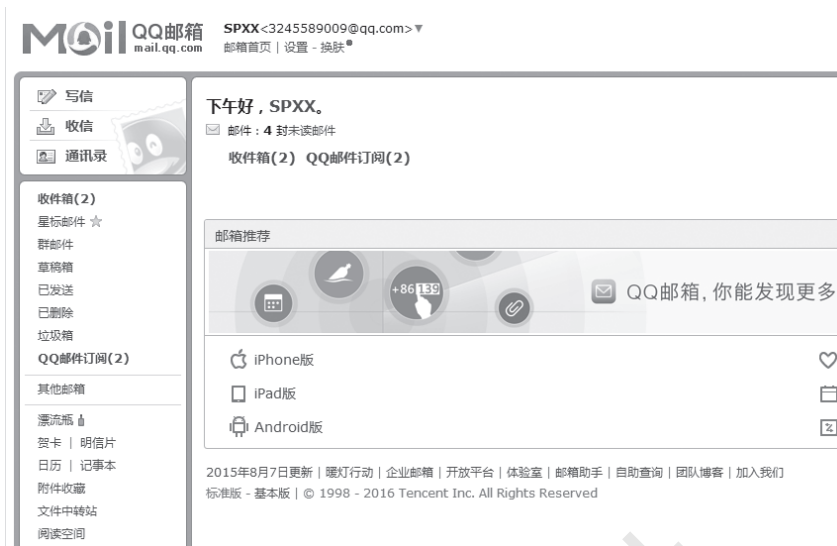 Mail QQ邮箱
mail.qq.com
SPXX<3245589009@qq.com>▼
邮箱首页 | 设置 - 换肤
写信
收信
通讯录
收件箱(2)
星标邮件 ☆
群邮件
草稿箱
已发送
已删除
垃圾箱
QQ邮件订阅(2)
其他邮箱
漂流瓶
贺卡 | 明信片
日历 | 记事本
附件收藏
文件中转站
阅读空间
下午好，SPXX。
邮件：4 封未读邮件
收件箱(2) QQ邮件订阅(2)
邮箱推荐
+86 139
QQ邮箱，你能发现更多
iPhone版
iPad版
Android版
2015年8月7日更新 | 暖灯行动 | 企业邮箱 | 开放平台 | 体验室 | 邮箱助手 | 自助查询 | 团队博客 | 加入我们
标准版 - 基本版 | © 1998 - 2016 Tencent Inc. All Rights Reserved